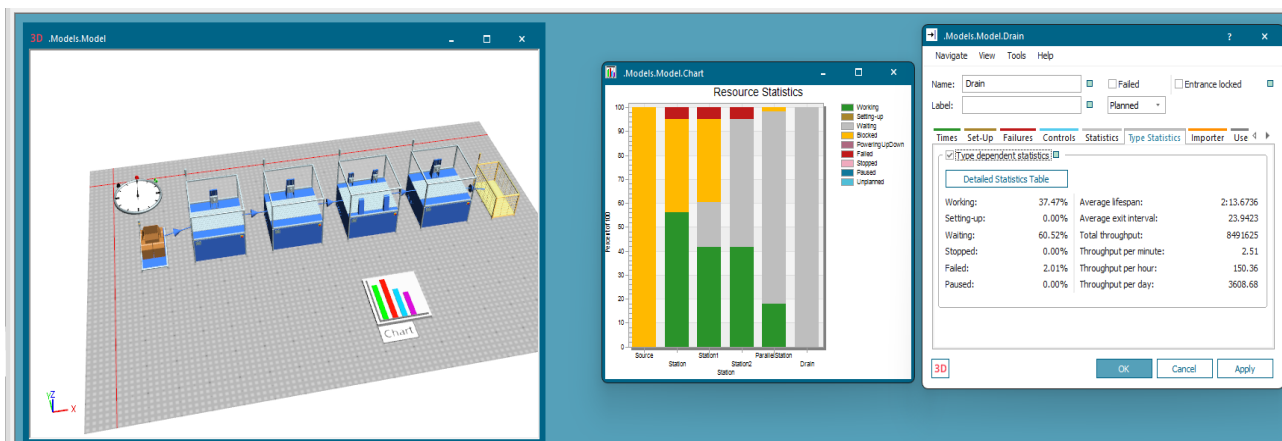 3D .Models.Model
Chart
Z
X
.Models.Model.Chart
Resource Statistics
100
90
80
70
60
50
40
30
20
10
0
Source
Station
Station1
Station2
ParallelStation
Drain
Station
Working
Setting-up
Waiting
Blocked
PoweringUpDown
Failed
Stopped
Paused
Unplanned
.Models.Model.Drain
Navigate View Tools Help
Name: Drain Failed Entrance locked
Label: Planned
Times Set-Up Failures Controls Statistics Type Statistics Importer Use
Type dependent statistics
Detailed Statistics Table
Working: 37.47% Average lifespan: 2:13.6736
Setting-up: 0.00% Average exit interval: 23.9423
Waiting: 60.52% Total throughput: 8491625
Stopped: 0.00% Throughput per minute: 2.51
Failed: 2.01% Throughput per hour: 150.36
Paused: 0.00% Throughput per day: 3608.68
3D OK Cancel Apply